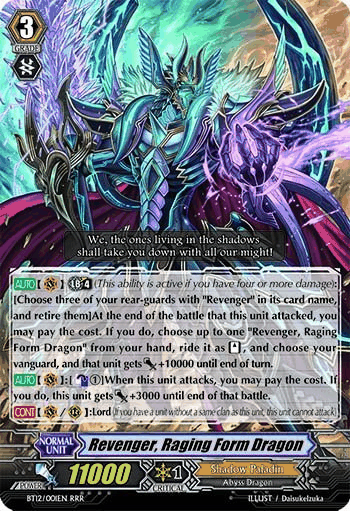 3
GRADE
We, the ones living in the shadows
shall take you down with all our might!
AUTO [ ]: LB4 (This ability is active if you have four or more damage):
[Choose three of your rear-guards with "Revenger" in its card name,
and retire them]At the end of the battle that this unit attacked, you
may pay the cost. If you do, choose up to one "Revenger, Raging
Form Dragon" from your hand, ride it as [ ], and choose your
vanguard, and that unit gets +10000 until end of turn.
AUTO [ ]:[ 1]When this unit attacks, you may pay the cost. If
you do, this unit gets +3000 until end of that battle.
CONT [ / ]:Lord(If you have a unit without a same clan as this unit, this unit cannot attack)
NORMAL
UNIT
Revenger, Raging Form Dragon
POWER
11000
1
CRITICAL
Shadow Paladin
Abyss Dragon
BT12/001EN RRR
ILLUST / DaisukeIzuka